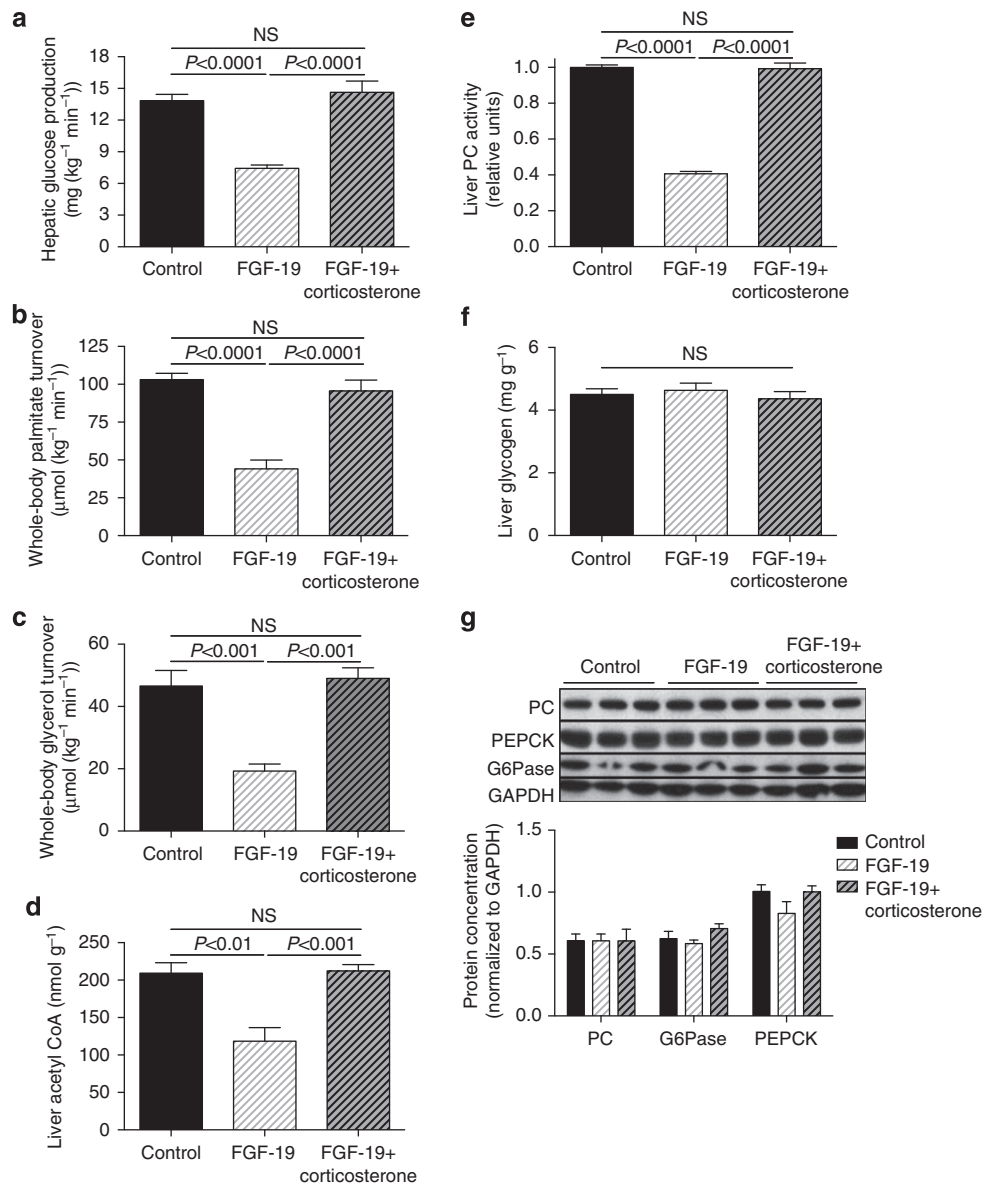 a
NS
P<0.0001
P<0.0001
Hepatic glucose production
(mg (kg⁻¹ min⁻¹)
18
15
12
9
6
3
0
Control
FGF-19
FGF-19+
corticosterone
b
NS
P<0.0001
P<0.0001
Whole-body palmitate turnover
(μmol (kg⁻¹ min⁻¹))
125
100
75
50
25
0
Control
FGF-19
FGF-19+
corticosterone
c
NS
P<0.001
P<0.001
Whole-body glycerol turnover
(μmol (kg⁻¹ min⁻¹))
60
40
20
0
Control
FGF-19
FGF-19+
corticosterone
d
NS
P<0.01
P<0.001
Liver acetyl CoA (nmol g⁻¹)
250
200
150
100
50
0
Control
FGF-19
FGF-19+
corticosterone
e
NS
P<0.0001
P<0.0001
Liver PC activity
(relative units)
1.0
0.8
0.6
0.4
0.2
0.0
Control
FGF-19
FGF-19+
corticosterone
f
NS
Liver glycogen (mg g⁻¹)
6
4
2
0
Control
FGF-19
FGF-19+
corticosterone
g
Control
FGF-19
FGF-19+
corticosterone
PC
PEPCK
G6Pase
GAPDH
Protein concentration
(normalized to GAPDH)
1.5
1.0
0.5
0.0
PC
G6Pase
PEPCK
Control
FGF-19
FGF-19+
corticosterone